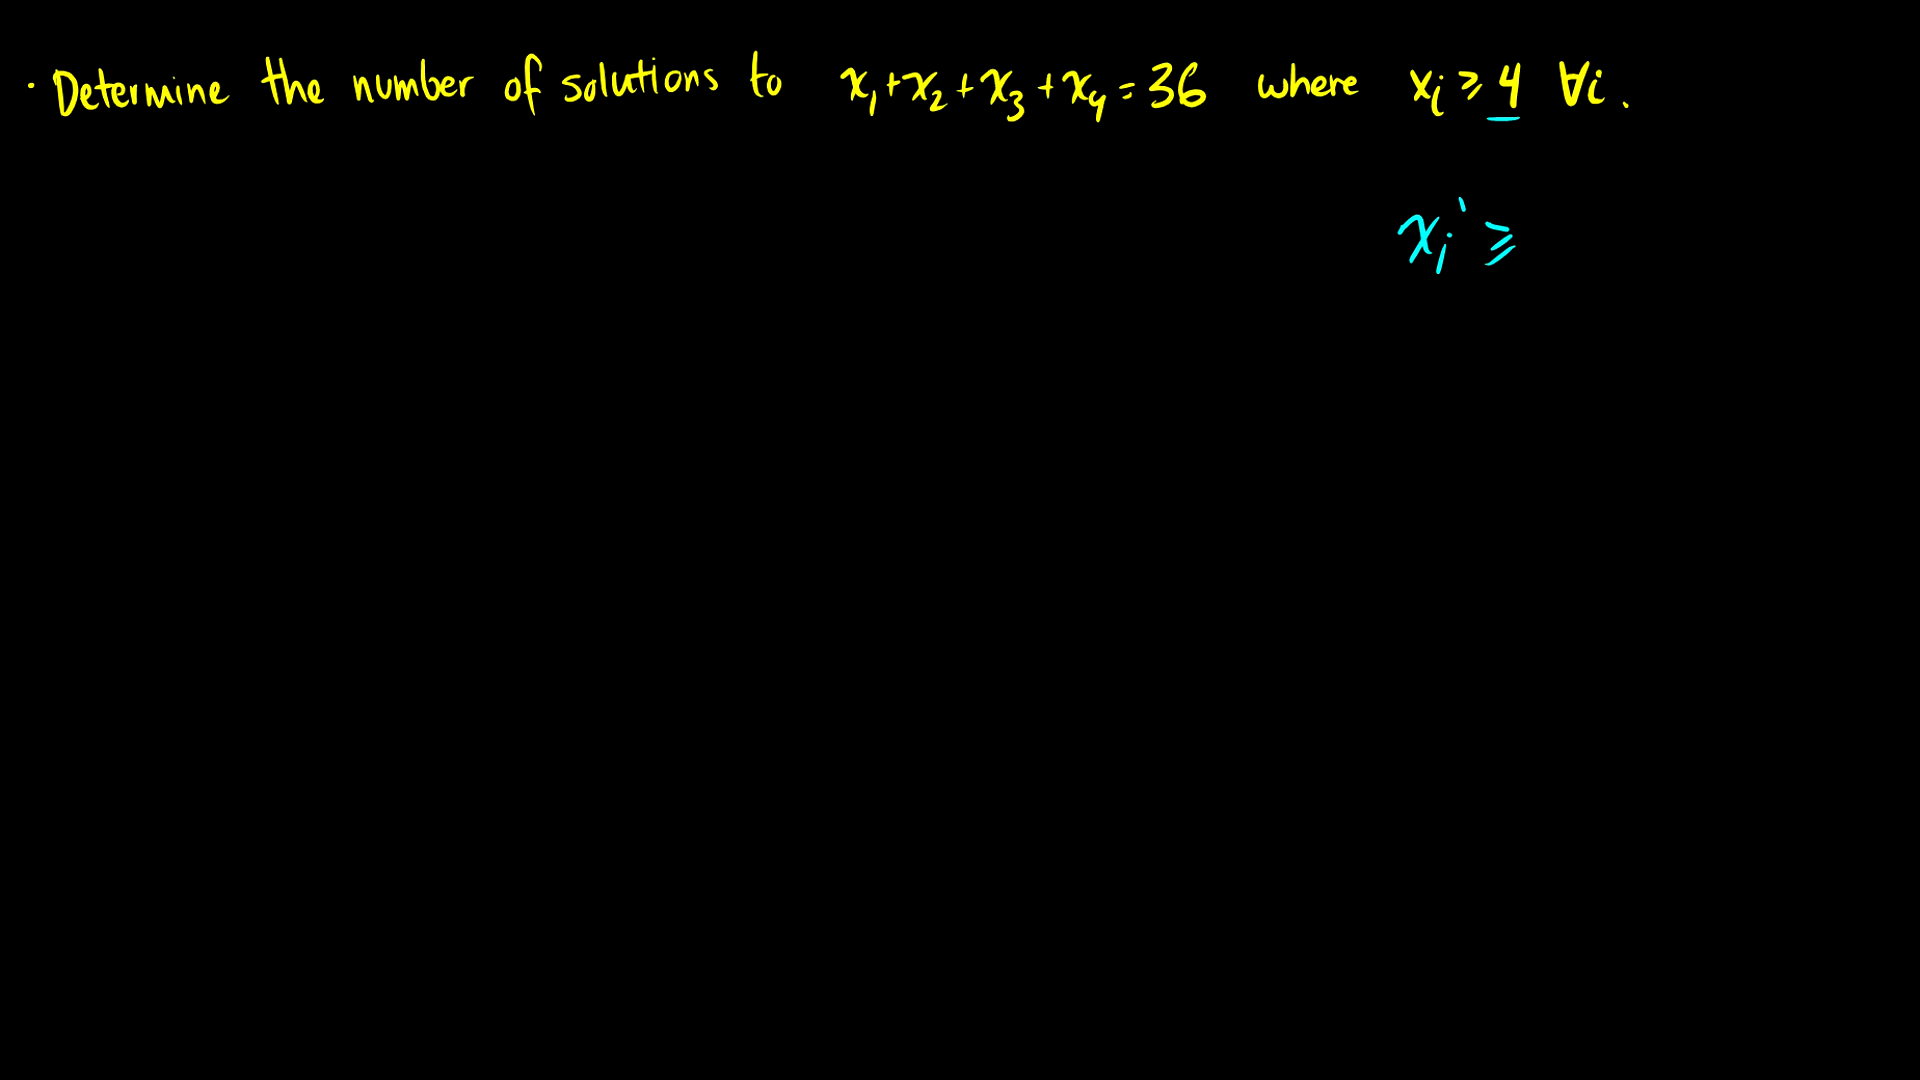 · Determine the number of solutions to x₁+x₂+x₃+x₄=36 where xᵢ≥4 ∀i.
xᵢ' ≥